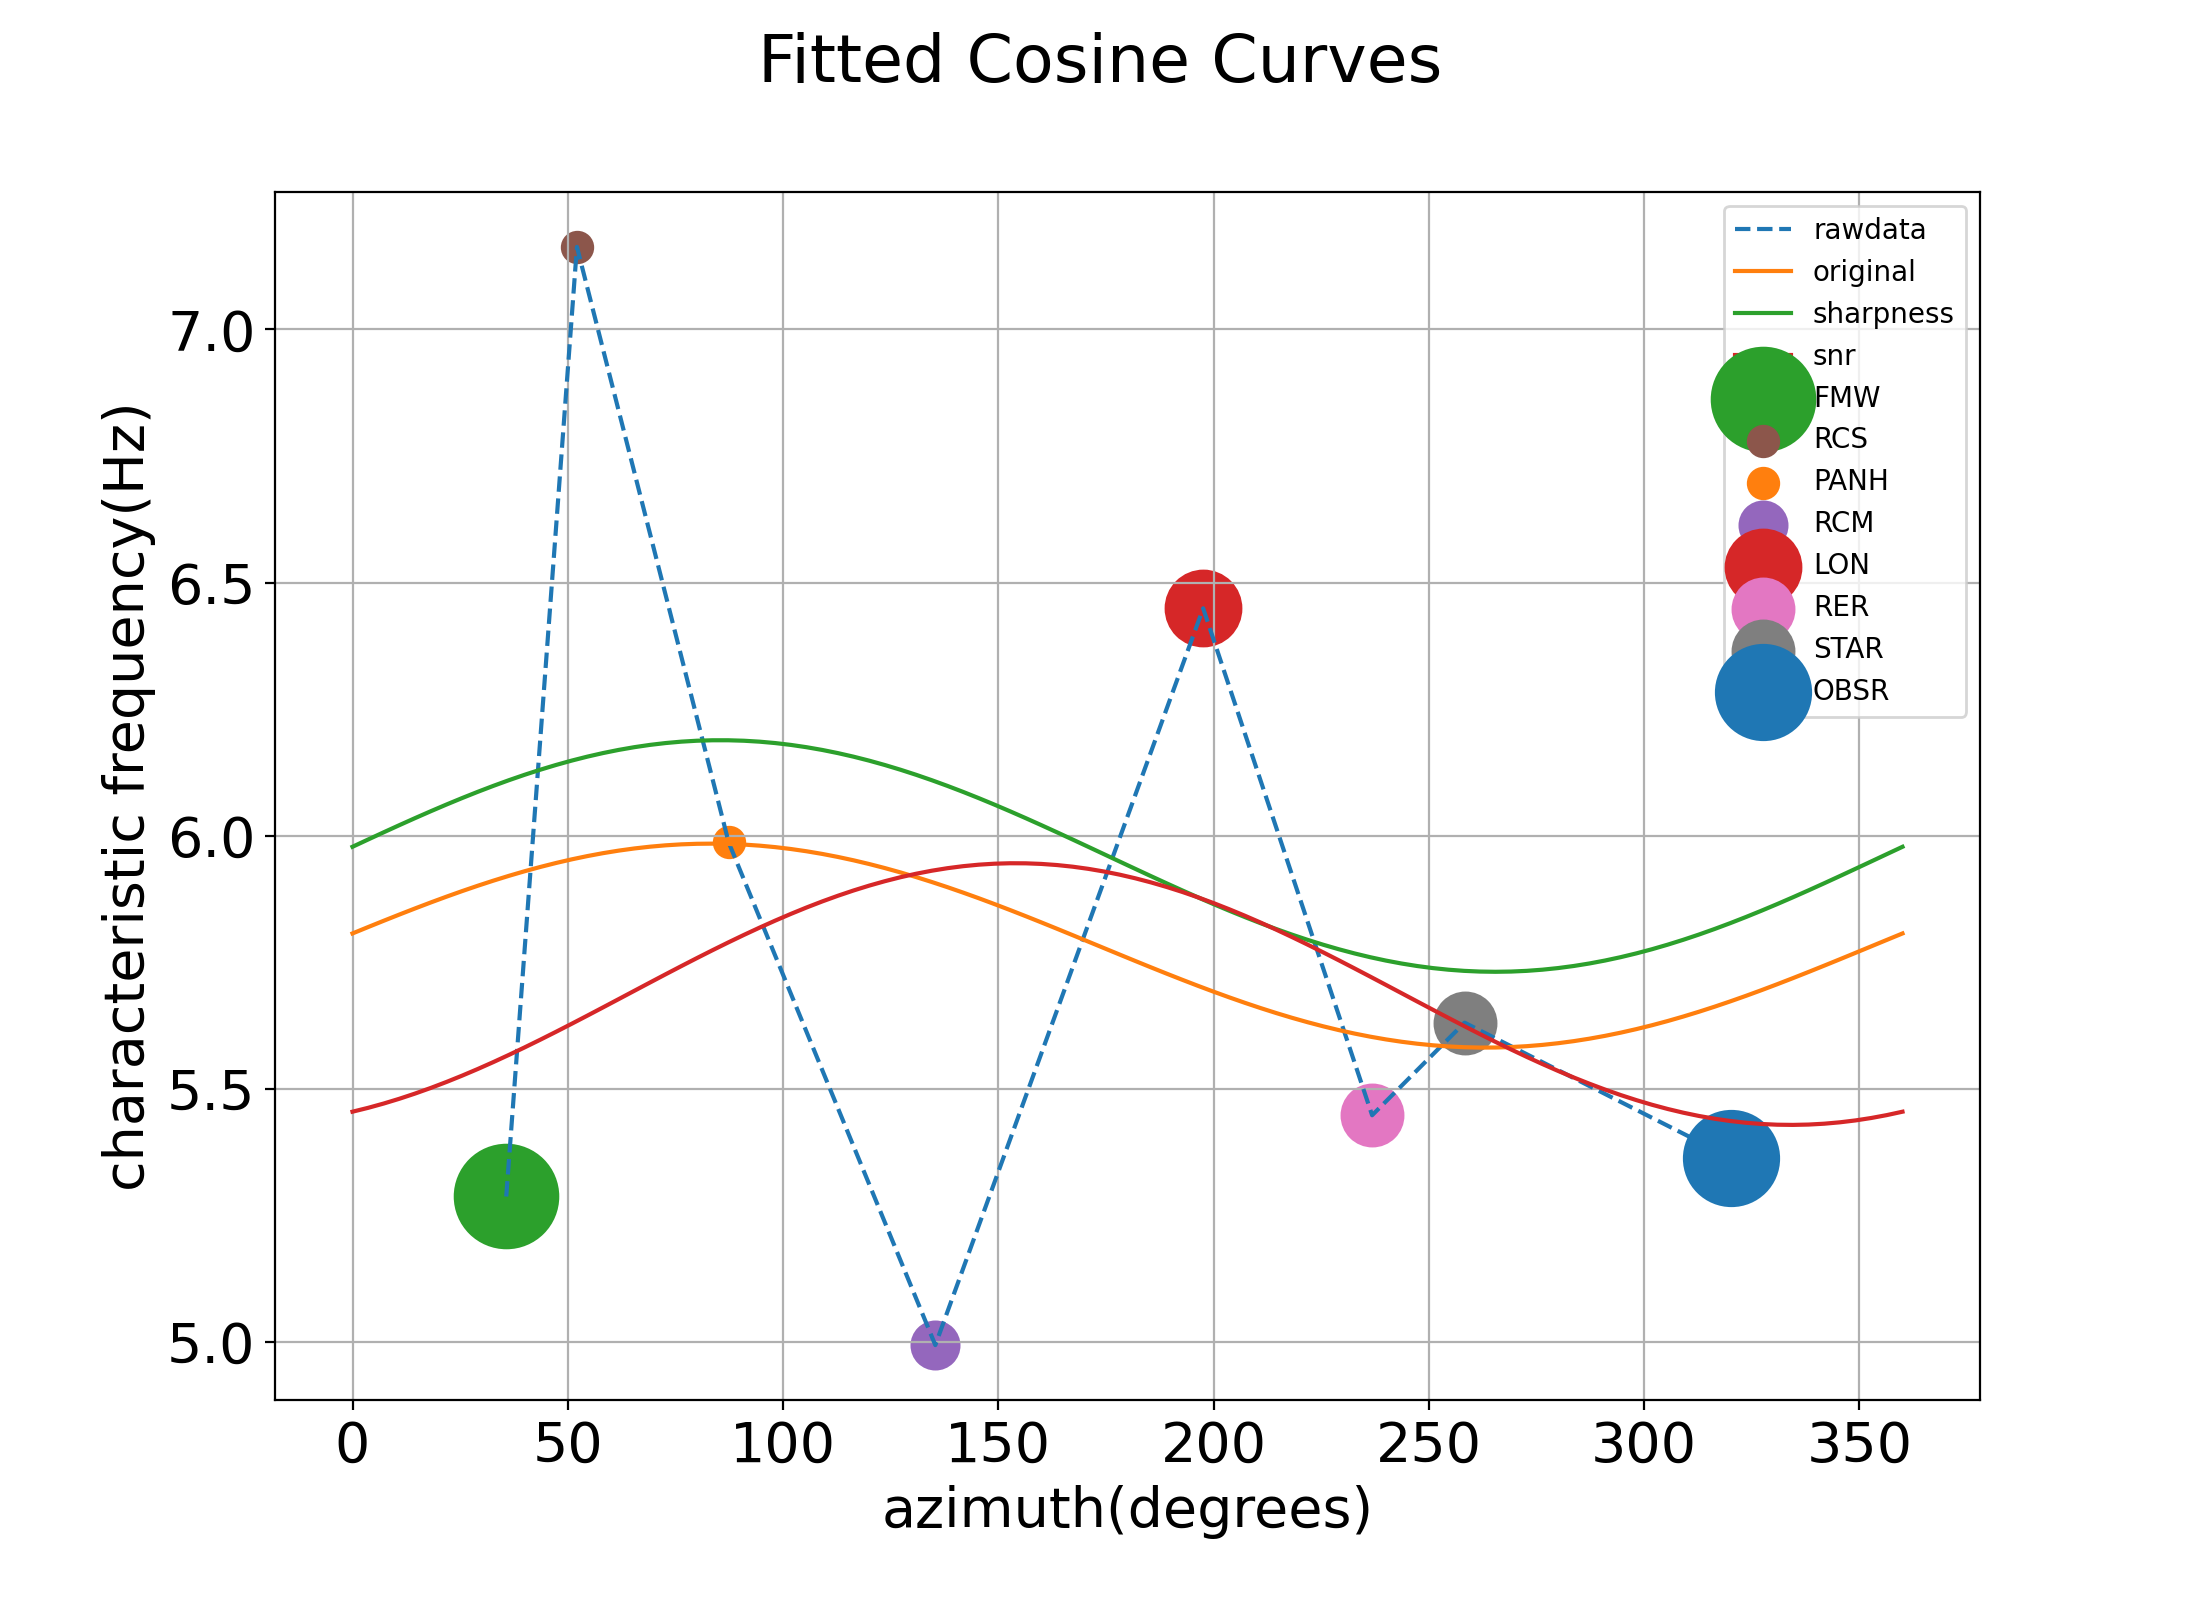 Fitted Cosine Curves
characteristic frequency(Hz)
7.0
6.5
6.0
5.5
5.0
0 50 100 150 200 250 300 350
azimuth(degrees)
rawdata
original
sharpness
snr
FMW
RCS
PANH
RCM
LON
RER
STAR
OBSR